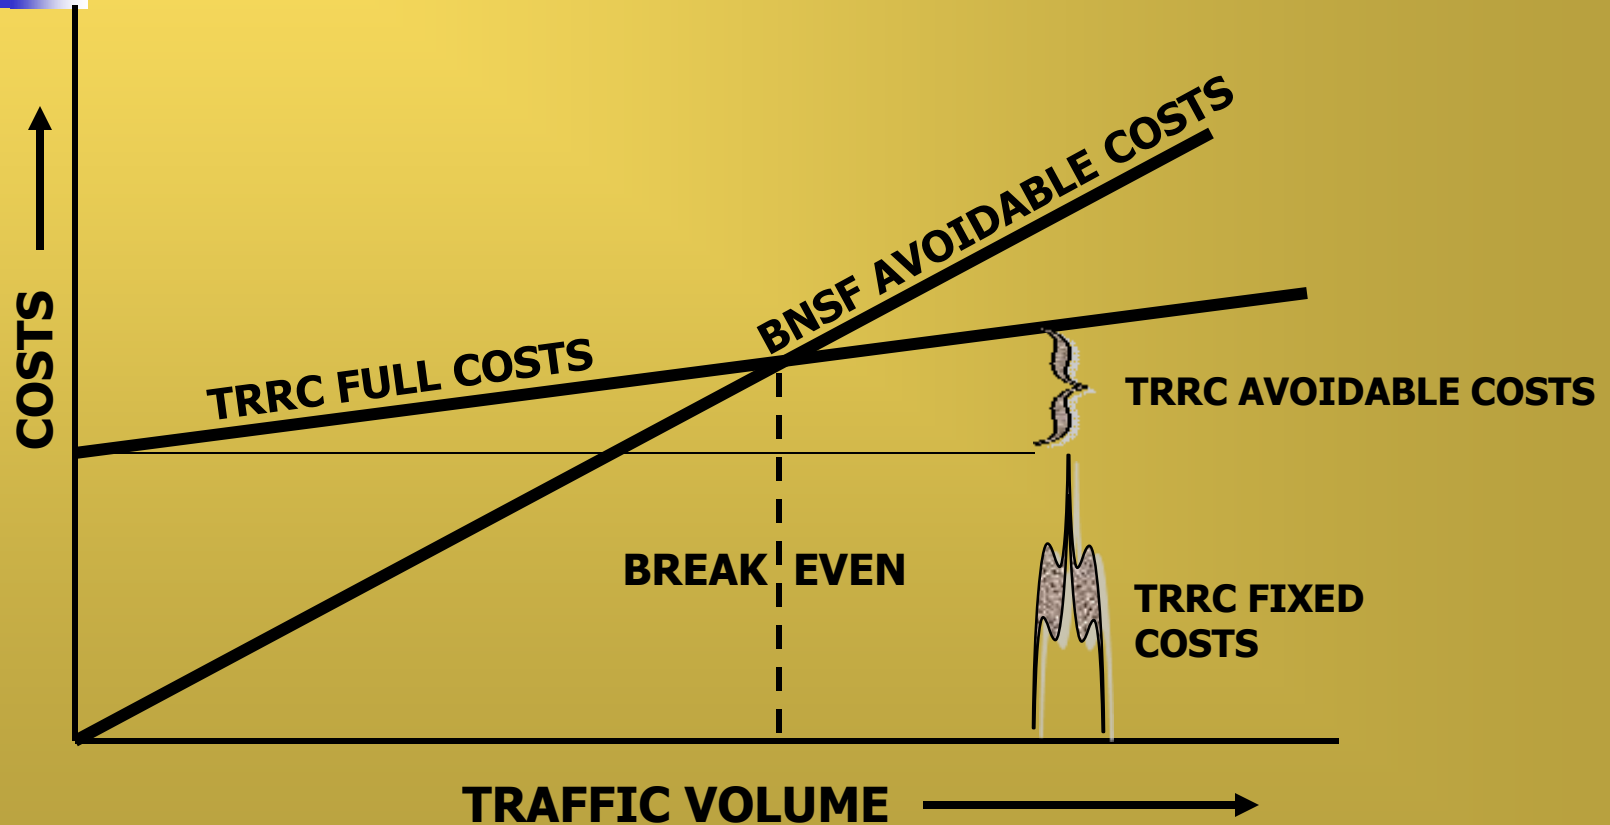 BNSF AVOIDABLE COSTS
COSTS
TRRC FULL COSTS
TRRC AVOIDABLE COSTS
BREAK EVEN
TRRC FIXED
COSTS
TRAFFIC VOLUME